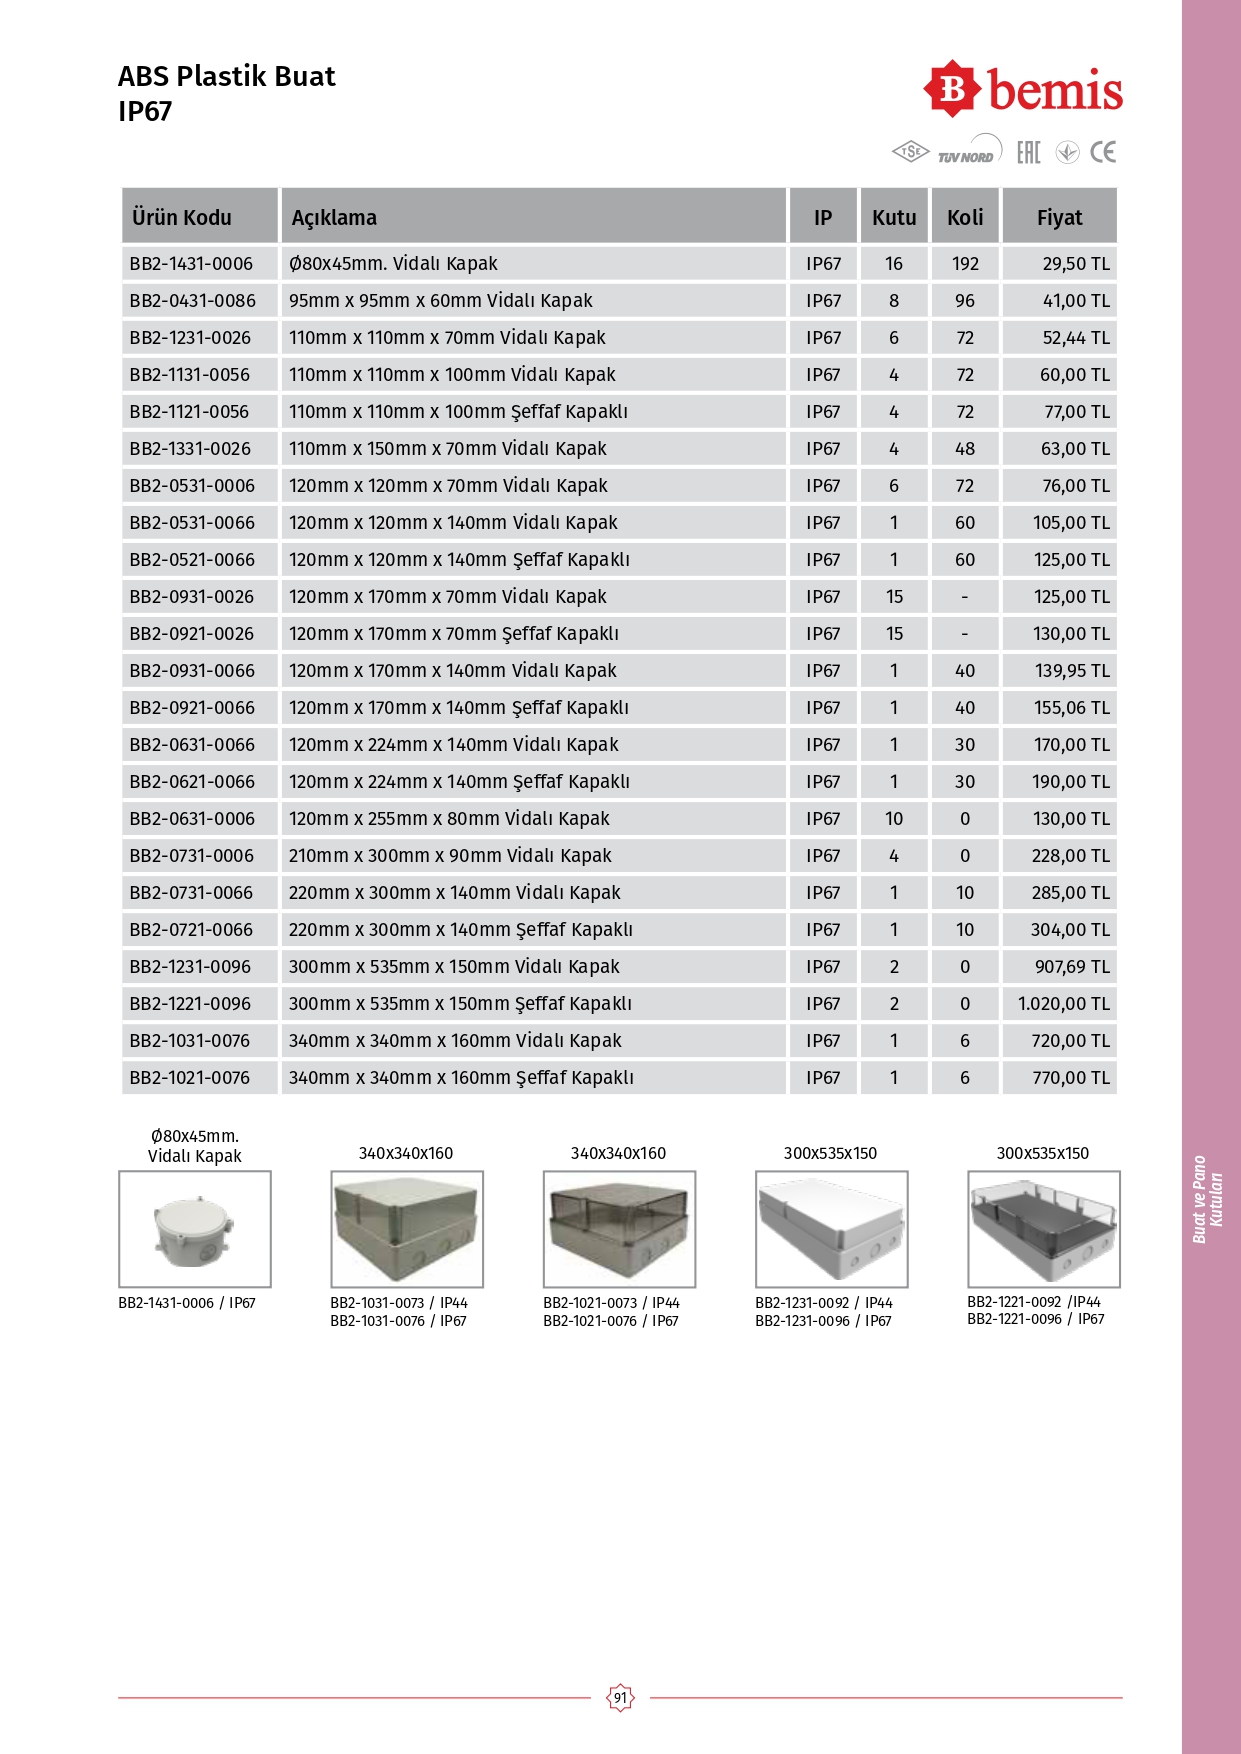 ABS Plastik Buat
IP67
B bemis
TSE TÜV NORD EAC CE
Ürün Kodu Açıklama IP Kutu Koli Fiyat
BB2-1431-0006 Ø80x45mm. Vidalı Kapak IP67 16 192 29,50 TL
BB2-0431-0086 95mm x 95mm x 60mm Vidalı Kapak IP67 8 96 41,00 TL
BB2-1231-0026 110mm x 110mm x 70mm Vidalı Kapak IP67 6 72 52,44 TL
BB2-1131-0056 110mm x 110mm x 100mm Vidalı Kapak IP67 4 72 60,00 TL
BB2-1121-0056 110mm x 110mm x 100mm Şeffaf Kapaklı IP67 4 72 77,00 TL
BB2-1331-0026 110mm x 150mm x 70mm Vidalı Kapak IP67 4 48 63,00 TL
BB2-0531-0006 120mm x 120mm x 70mm Vidalı Kapak IP67 6 72 76,00 TL
BB2-0531-0066 120mm x 120mm x 140mm Vidalı Kapak IP67 1 60 105,00 TL
BB2-0521-0066 120mm x 120mm x 140mm Şeffaf Kapaklı IP67 1 60 125,00 TL
BB2-0931-0026 120mm x 170mm x 70mm Vidalı Kapak IP67 15 - 125,00 TL
BB2-0921-0026 120mm x 170mm x 70mm Şeffaf Kapaklı IP67 15 - 130,00 TL
BB2-0931-0066 120mm x 170mm x 140mm Vidalı Kapak IP67 1 40 139,95 TL
BB2-0921-0066 120mm x 170mm x 140mm Şeffaf Kapaklı IP67 1 40 155,06 TL
BB2-0631-0066 120mm x 224mm x 140mm Vidalı Kapak IP67 1 30 170,00 TL
BB2-0621-0066 120mm x 224mm x 140mm Şeffaf Kapaklı IP67 1 30 190,00 TL
BB2-0631-0006 120mm x 255mm x 80mm Vidalı Kapak IP67 10 0 130,00 TL
BB2-0731-0006 210mm x 300mm x 90mm Vidalı Kapak IP67 4 0 228,00 TL
BB2-0731-0066 220mm x 300mm x 140mm Vidalı Kapak IP67 1 10 285,00 TL
BB2-0721-0066 220mm x 300mm x 140mm Şeffaf Kapaklı IP67 1 10 304,00 TL
BB2-1231-0096 300mm x 535mm x 150mm Vidalı Kapak IP67 2 0 907,69 TL
BB2-1221-0096 300mm x 535mm x 150mm Şeffaf Kapaklı IP67 2 0 1.020,00 TL
BB2-1031-0076 340mm x 340mm x 160mm Vidalı Kapak IP67 1 6 720,00 TL
BB2-1021-0076 340mm x 340mm x 160mm Şeffaf Kapaklı IP67 1 6 770,00 TL
Ø80x45mm.
Vidalı Kapak
340x340x160
340x340x160
300x535x150
300x535x150
BB2-1431-0006 / IP67
BB2-1031-0073 / IP44
BB2-1031-0076 / IP67
BB2-1021-0073 / IP44
BB2-1021-0076 / IP67
BB2-1231-0092 / IP44
BB2-1231-0096 / IP67
BB2-1221-0092 /IP44
BB2-1221-0096 / IP67
Buat ve Pano
Kutuları
91